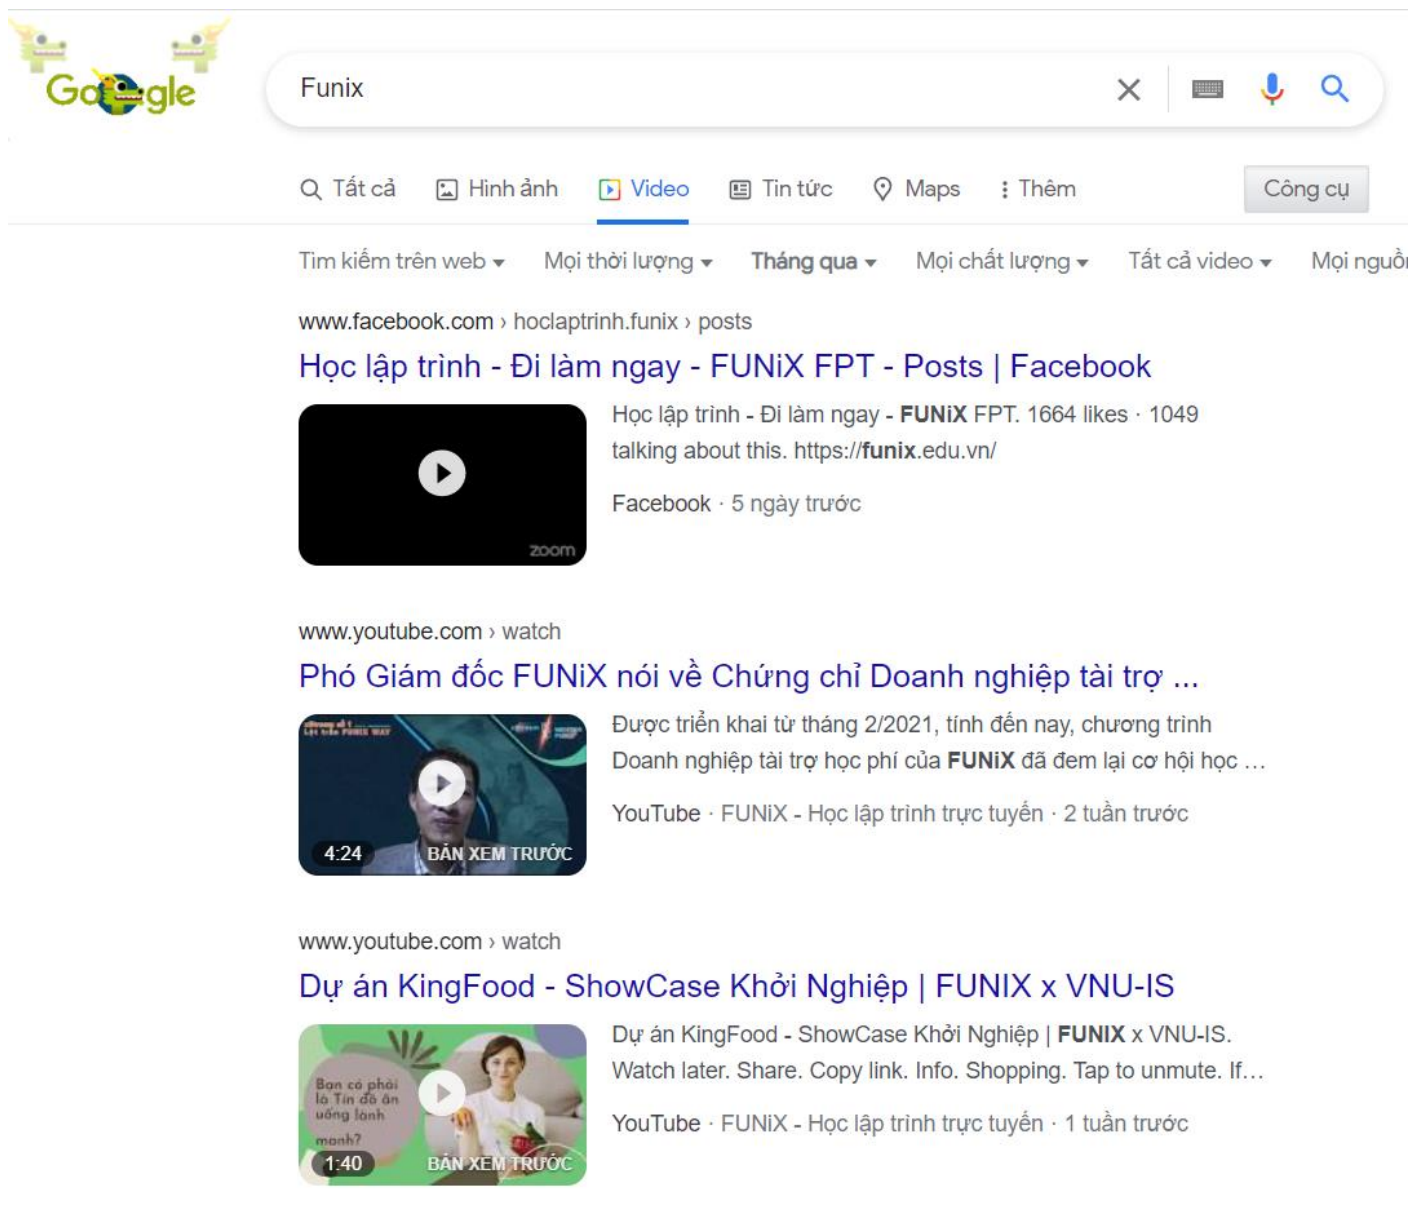 Google
Funix
Tất cả
Hình ảnh
Video
Tin tức
Maps
Thêm
Công cụ
Tìm kiếm trên web
Mọi thời lượng
Tháng qua
Mọi chất lượng
Tất cả video
Mọi nguồn
www.facebook.com › hoclaptrinh.funix › posts
Học lập trình - Đi làm ngay - FUNiX FPT - Posts | Facebook
Học lập trình - Đi làm ngay - FUNiX FPT. 1664 likes · 1049
talking about this. https://funix.edu.vn/
Facebook · 5 ngày trước
zoom
www.youtube.com › watch
Phó Giám đốc FUNiX nói về Chứng chỉ Doanh nghiệp tài trợ ...
Được triển khai từ tháng 2/2021, tính đến nay, chương trình
Doanh nghiệp tài trợ học phí của FUNiX đã đem lại cơ hội học ...
YouTube · FUNiX - Học lập trình trực tuyến · 2 tuần trước
FUNIX WAY
4:24
BẢN XEM TRƯỚC
www.youtube.com › watch
Dự án KingFood - ShowCase Khởi Nghiệp | FUNIX x VNU-IS
Dự án KingFood - ShowCase Khởi Nghiệp | FUNIX x VNU-IS.
Watch later. Share. Copy link. Info. Shopping. Tap to unmute. If...
YouTube · FUNiX - Học lập trình trực tuyến · 1 tuần trước
Bạn có phải
là Tín đồ ăn
uống lành
mạnh?
1:40
BẢN XEM TRƯỚC